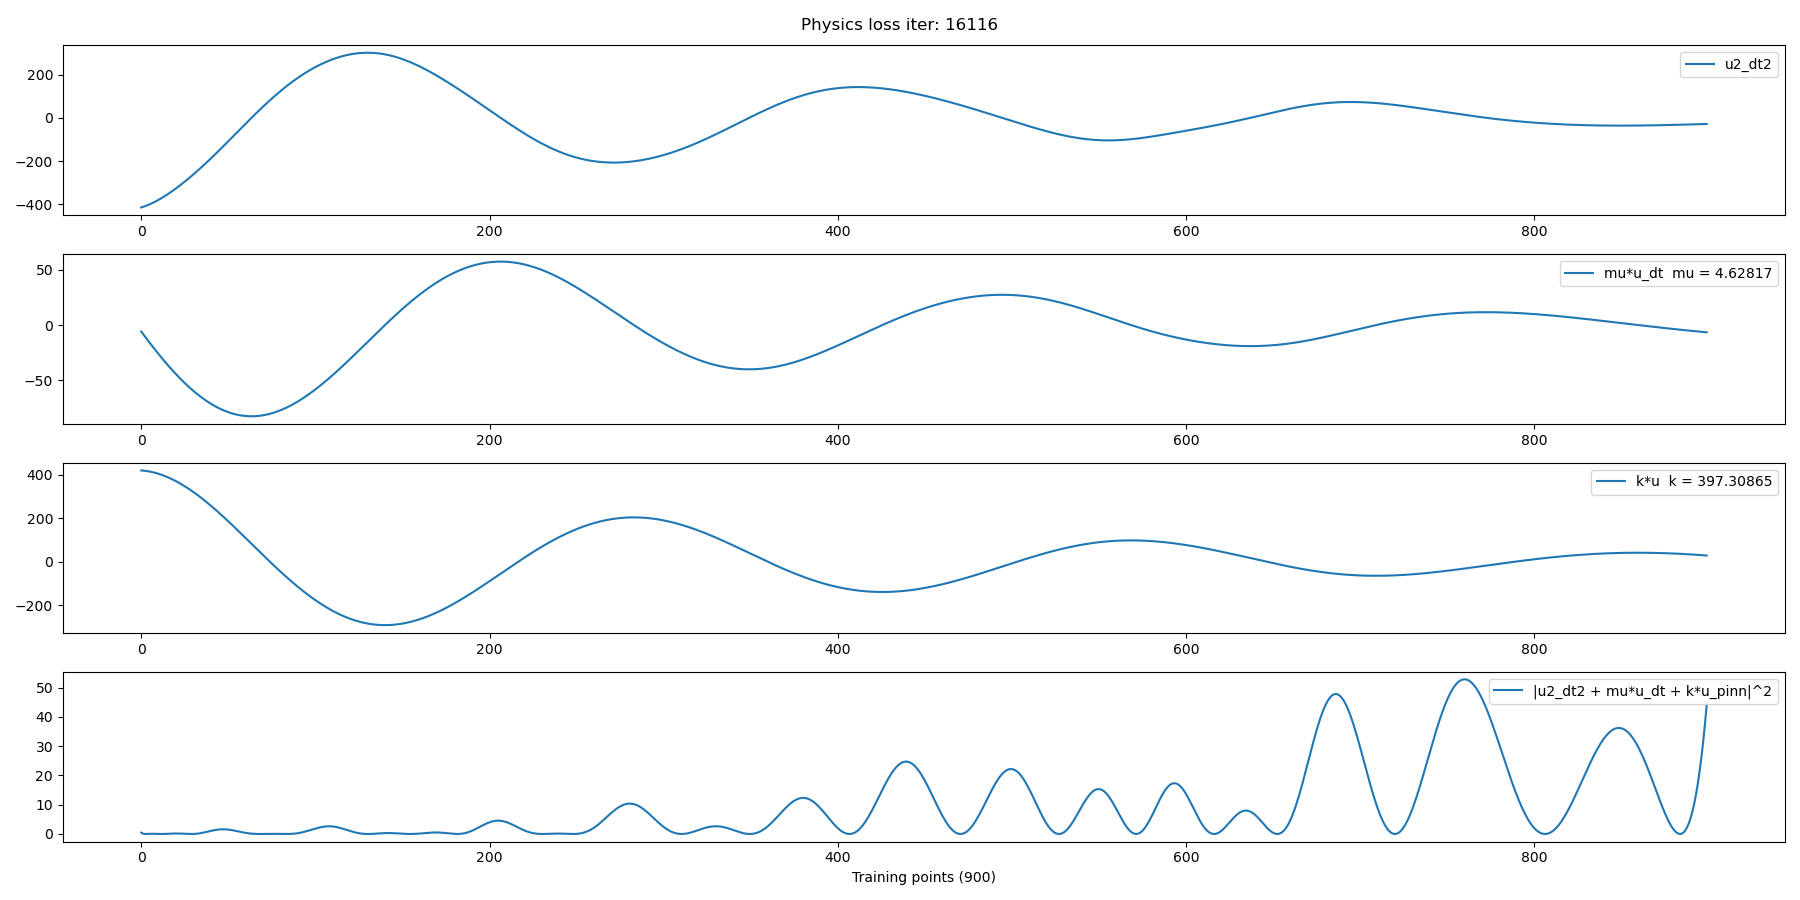 Physics loss iter: 16116
200
0
−200
−400
u2_dt2
0 200 400 600 800
50
0
−50
mu*u_dt  mu = 4.62817
0 200 400 600 800
400
200
0
−200
k*u  k = 397.30865
0 200 400 600 800
50
40
30
20
10
0
|u2_dt2 + mu*u_dt + k*u_pinn|^2
0 200 400 600 800
Training points (900)